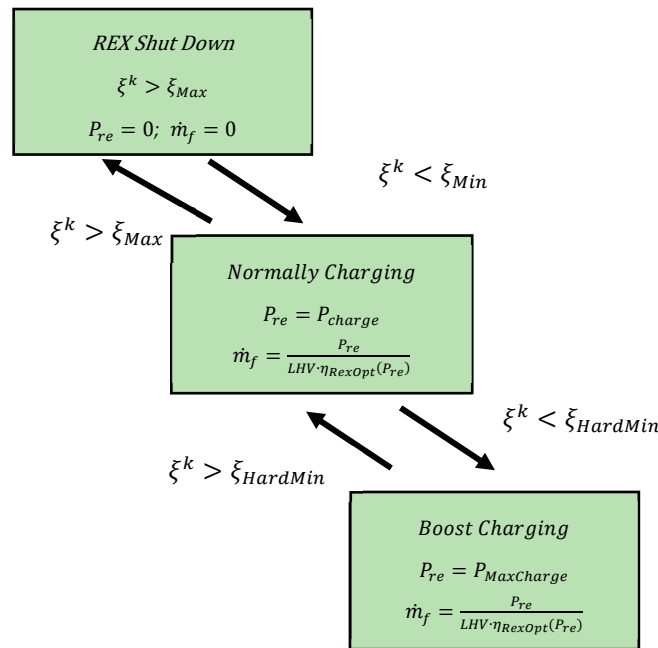 REX Shut Down
ξ^k > ξ_Max
P_re = 0; ṁ_f = 0
ξ^k < ξ_Min
ξ^k > ξ_Max
Normally Charging
P_re = P_charge
ṁ_f = P_re / LHV·η_RexOpt(P_re)
ξ^k < ξ_HardMin
ξ^k > ξ_HardMin
Boost Charging
P_re = P_MaxCharge
ṁ_f = P_re / LHV·η_RexOpt(P_re)